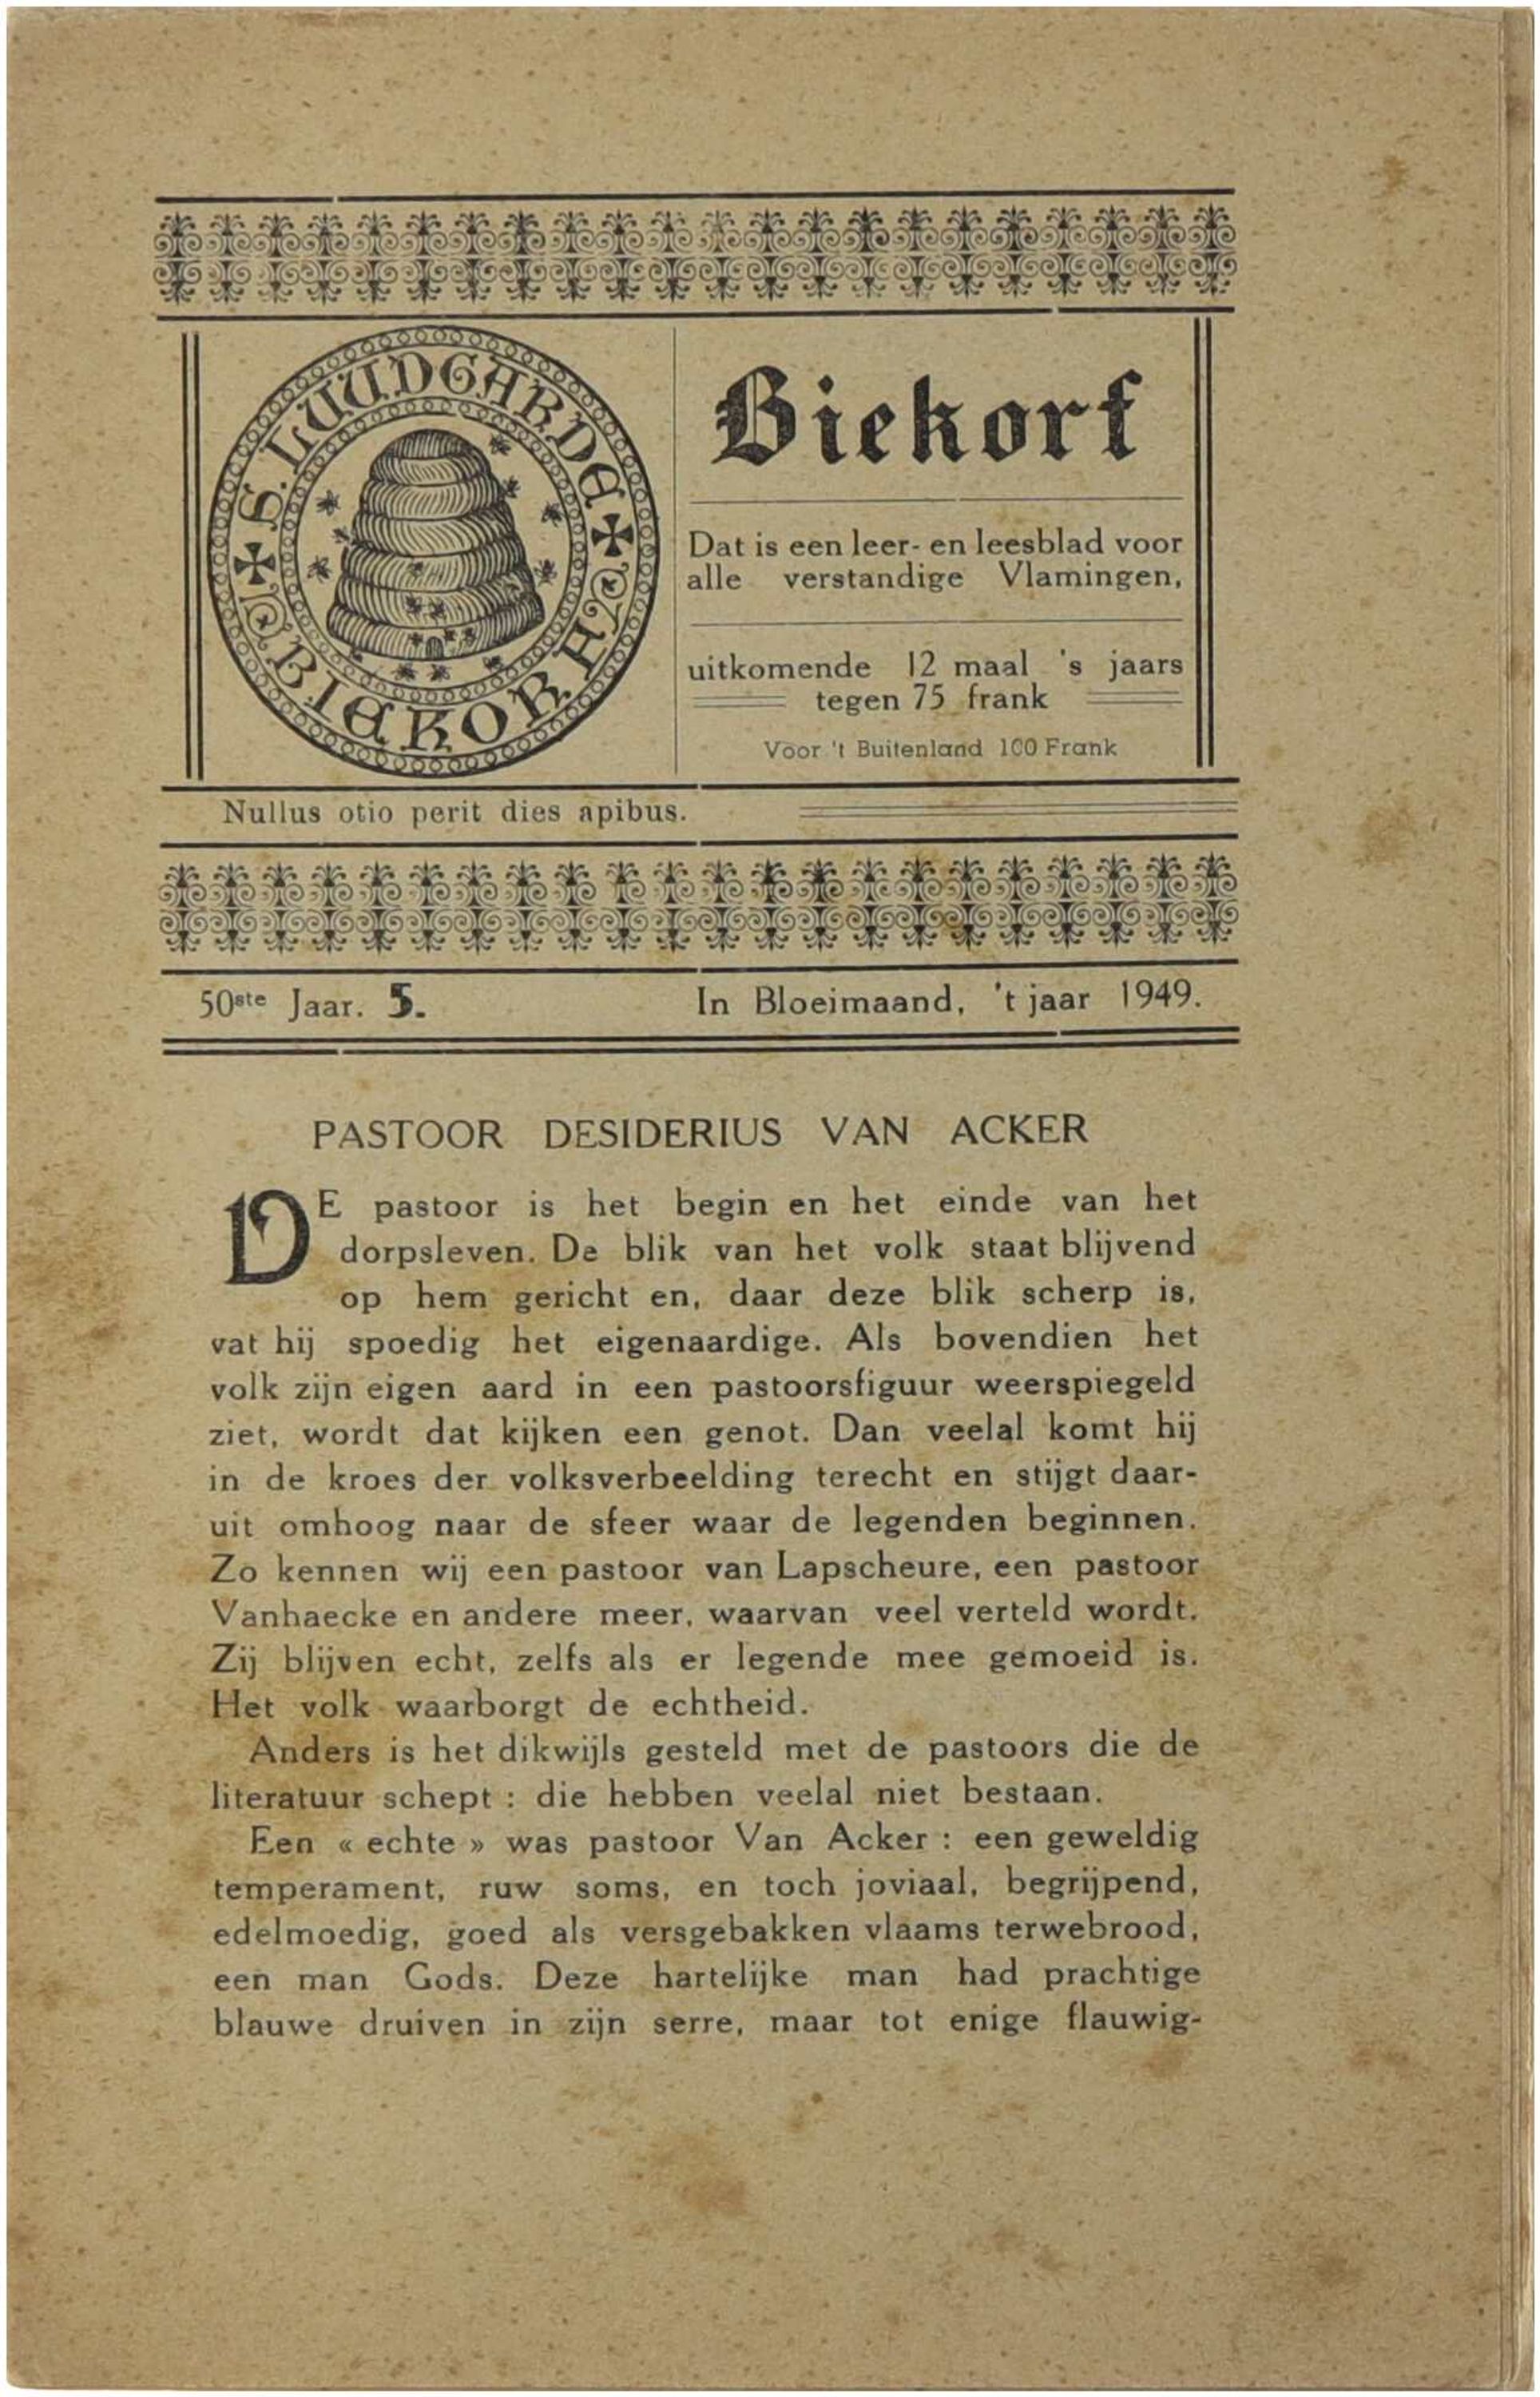 S. LUUDGARDE
BIEKORF
Biekorf
Dat is een leer- en leesblad voor
alle verstandige Vlamingen,
uitkomende 12 maal 's jaars
tegen 75 frank
Voor 't Buitenland 100 Frank
Nullus otio perit dies apibus.
50ste Jaar. 5. In Bloeimaand, 't jaar 1949.
PASTOOR DESIDERIUS VAN ACKER
DE pastoor is het begin en het einde van het
dorpsleven. De blik van het volk staat blijvend
op hem gericht en, daar deze blik scherp is,
vat hij spoedig het eigenaardige. Als bovendien het
volk zijn eigen aard in een pastoorsfiguur weerspiegeld
ziet, wordt dat kijken een genot. Dan veelal komt hij
in de kroes der volksverbeelding terecht en stijgt daar-
uit omhoog naar de sfeer waar de legenden beginnen.
Zo kennen wij een pastoor van Lapscheure, een pastoor
Vanhaecke en andere meer, waarvan veel verteld wordt.
Zij blijven echt, zelfs als er legende mee gemoeid is.
Het volk waarborgt de echtheid.
Anders is het dikwijls gesteld met de pastoors die de
literatuur schept : die hebben veelal niet bestaan.
Een « echte » was pastoor Van Acker : een geweldig
temperament, ruw soms, en toch joviaal, begrijpend,
edelmoedig, goed als versgebakken vlaams terwebrood,
een man Gods. Deze hartelijke man had prachtige
blauwe druiven in zijn serre, maar tot enige flauwig-